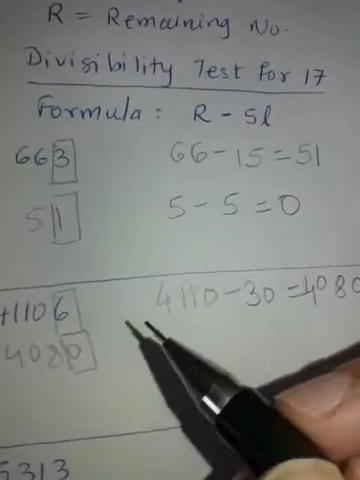 R = Remaining No.
Divisibility Test for 17
Formula: R - 5l
663 66 - 15 = 51
51 5 - 5 = 0
41106 4110 - 30 = 4080
4080
5313